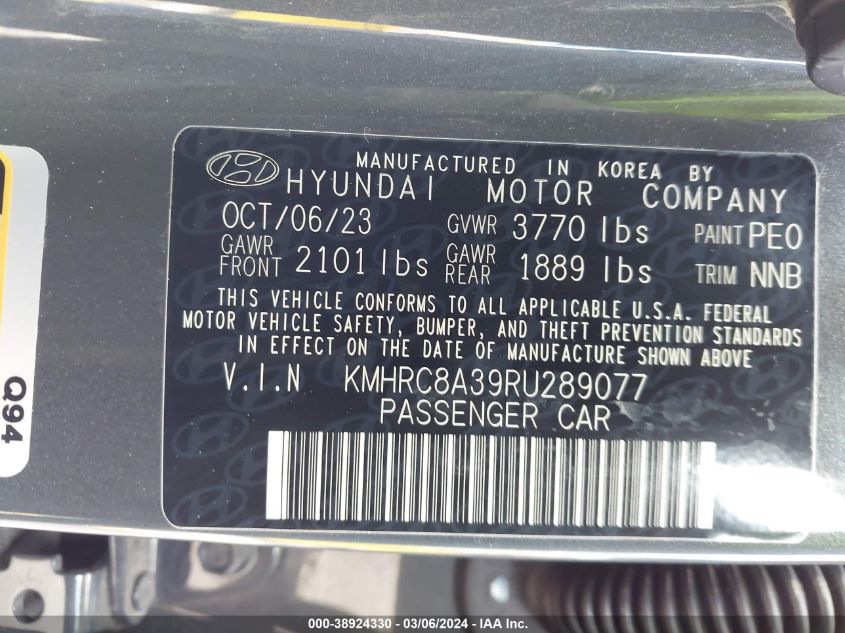 MANUFACTURED IN KOREA BY
HYUNDAI MOTOR COMPANY
OCT/06/23 GVWR 3770 lbs PAINT PE0
GAWR FRONT 2101 lbs GAWR REAR 1889 lbs TRIM NNB
THIS VEHICLE CONFORMS TO ALL APPLICABLE U.S.A. FEDERAL
MOTOR VEHICLE SAFETY, BUMPER, AND THEFT PREVENTION STANDARDS
IN EFFECT ON THE DATE OF MANUFACTURE SHOWN ABOVE
V.I.N KMHRC8A39RU289077
PASSENGER CAR
Q94
000-38924330 - 03/06/2024 - IAA Inc.